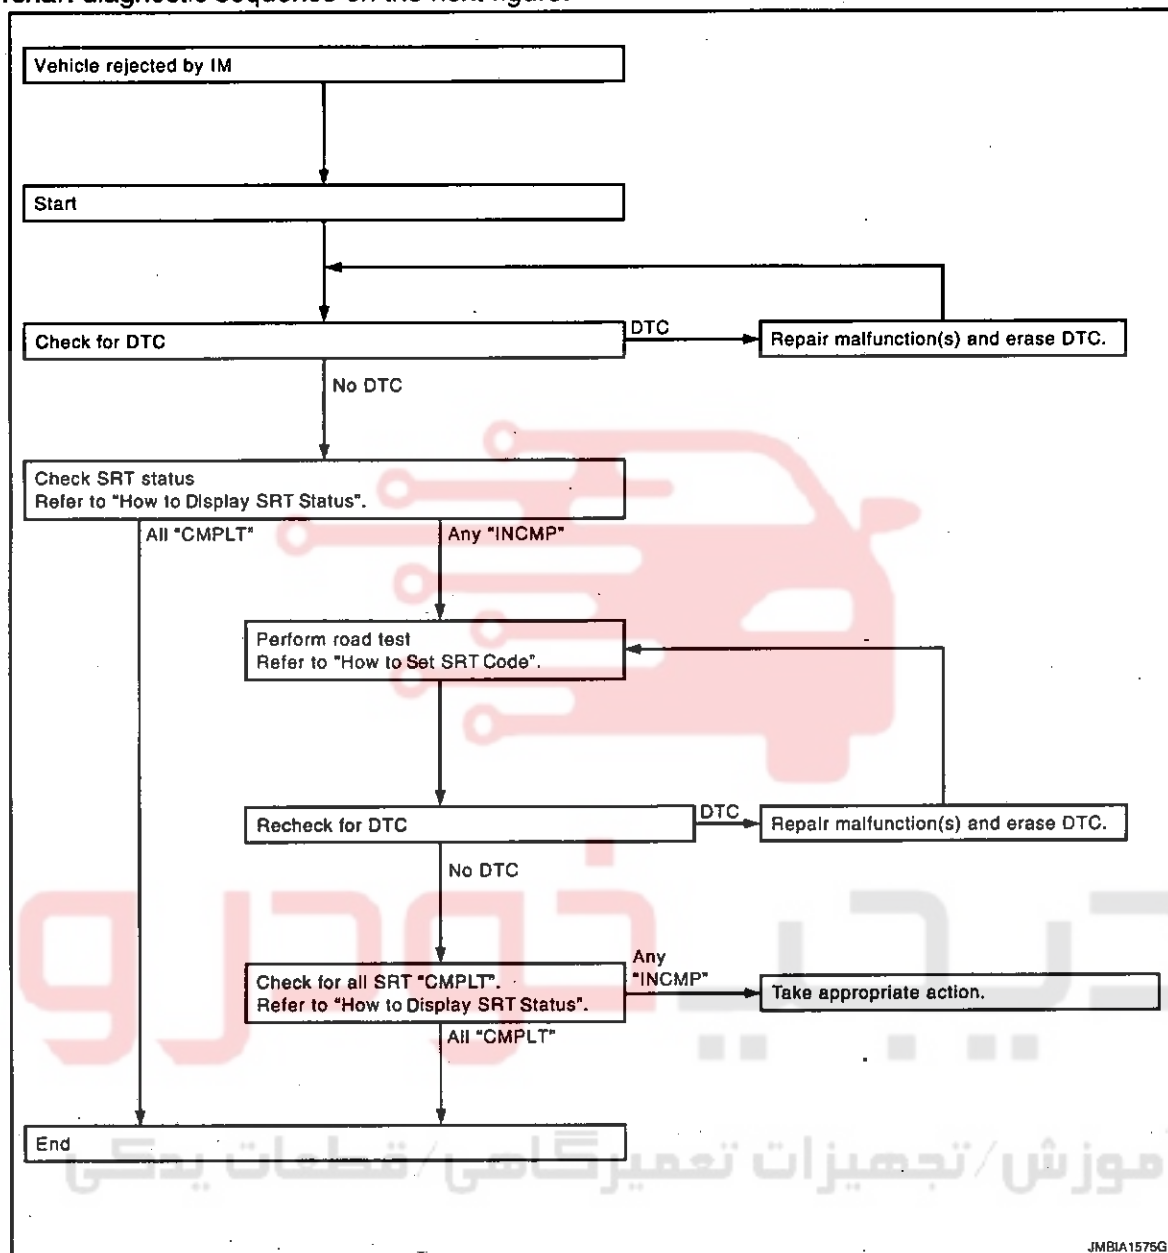 diagnostic sequence on the next figure.
Vehicle rejected by IM
Start
Check for DTC
DTC
Repair malfunction(s) and erase DTC.
No DTC
Check SRT status
Refer to "How to Display SRT Status".
All "CMPLT"
Any "INCMP"
Perform road test
Refer to "How to Set SRT Code".
Recheck for DTC
DTC
Repair malfunction(s) and erase DTC.
No DTC
Check for all SRT "CMPLT".
Refer to "How to Display SRT Status".
Any
"INCMP"
Take appropriate action.
All "CMPLT"
End
دیجیتال خودرو
آموزش/تجهیزات تعمیرگاهی/قطعات یدکی
JMBIA1575G